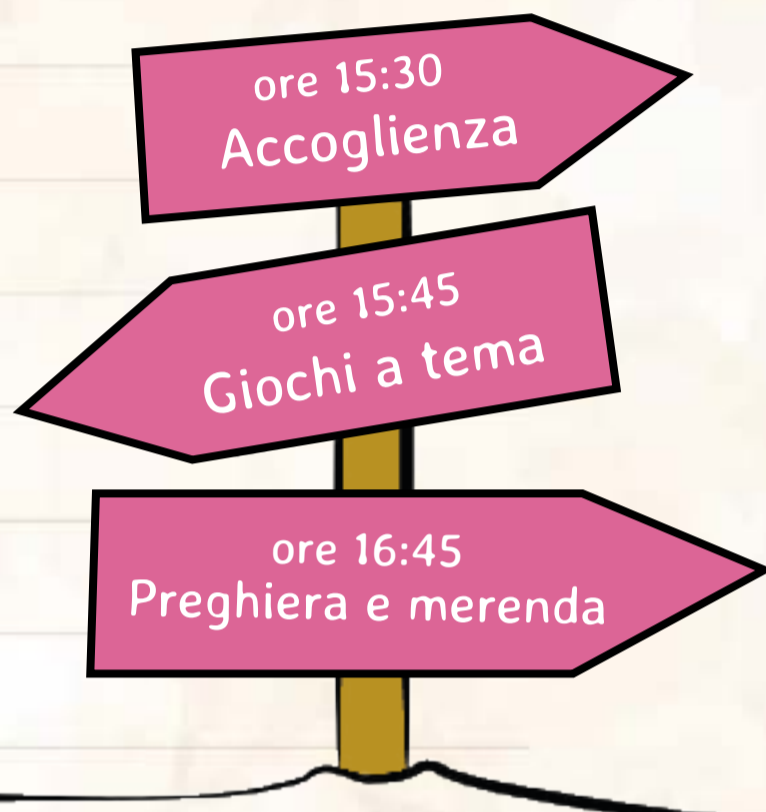 ore 15:30
Accoglienza
ore 15:45
Giochi a tema
ore 16:45
Preghiera e merenda